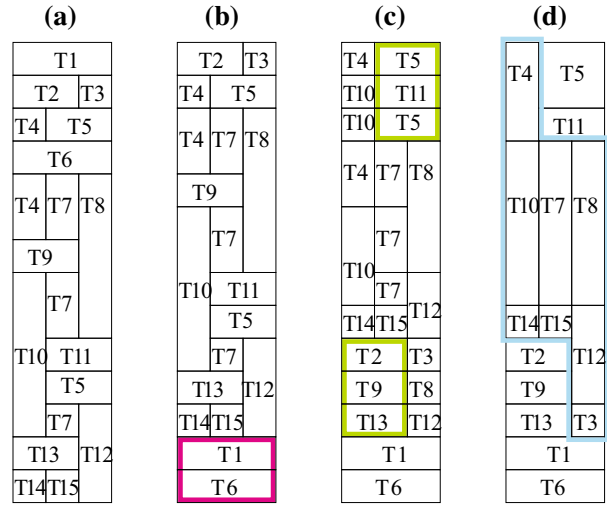 (a) (b) (c) (d)
T1
T2 T3
T4 T5
T6
T4 T7 T8
T9
T7
T10 T11
T5
T7
T13 T12
T14 T15
T2 T3
T4 T5
T4 T7 T8
T9
T7
T10 T11
T5
T7
T13 T12
T14 T15
T1
T6
T4 T5
T10 T11
T10 T5
T4 T7 T8
T7
T10
T7 T12
T14 T15
T2 T3
T9 T8
T13 T12
T1
T6
T4 T5
T11
T10 T7 T8
T14 T15
T2 T12
T9
T13 T3
T1
T6